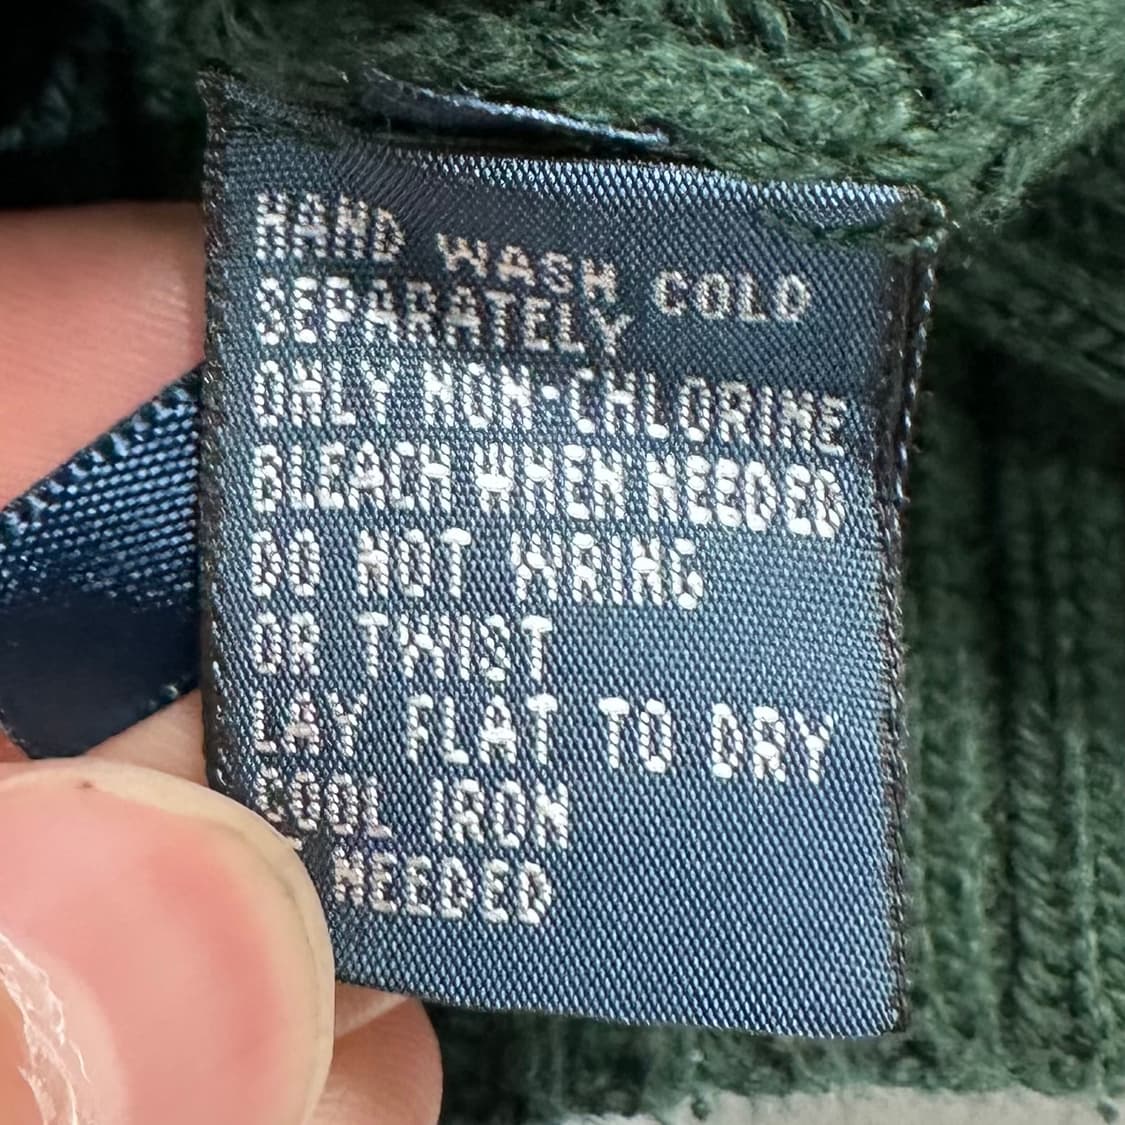 HAND WASH COLD
SEPARATELY
ONLY NON-CHLORINE
BLEACH WHEN NEEDED
DO NOT WRING
OR TWIST
LAY FLAT TO DRY
COOL IRON
NEEDED